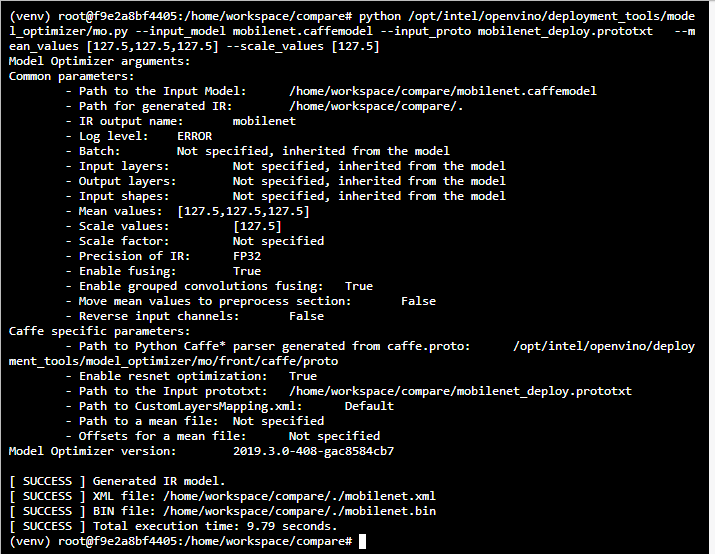 (venv) root@f9e2a8bf4405:/home/workspace/compare# python /opt/intel/openvino/deployment_tools/mode
l_optimizer/mo.py --input_model mobilenet.caffemodel --input_proto mobilenet_deploy.prototxt   --m
ean_values [127.5,127.5,127.5] --scale_values [127.5]
Model Optimizer arguments:
Common parameters:
        - Path to the Input Model:      /home/workspace/compare/mobilenet.caffemodel
        - Path for generated IR:        /home/workspace/compare/.
        - IR output name:       mobilenet
        - Log level:    ERROR
        - Batch:        Not specified, inherited from the model
        - Input layers:         Not specified, inherited from the model
        - Output layers:        Not specified, inherited from the model
        - Input shapes:         Not specified, inherited from the model
        - Mean values:  [127.5,127.5,127.5]
        - Scale values:         [127.5]
        - Scale factor:         Not specified
        - Precision of IR:      FP32
        - Enable fusing:        True
        - Enable grouped convolutions fusing:   True
        - Move mean values to preprocess section:       False
        - Reverse input channels:       False
Caffe specific parameters:
        - Path to Python Caffe* parser generated from caffe.proto:      /opt/intel/openvino/deploy
ment_tools/model_optimizer/mo/front/caffe/proto
        - Enable resnet optimization:   True
        - Path to the Input prototxt:   /home/workspace/compare/mobilenet_deploy.prototxt
        - Path to CustomLayersMapping.xml:      Default
        - Path to a mean file:  Not specified
        - Offsets for a mean file:      Not specified
Model Optimizer version:        2019.3.0-408-gac8584cb7
[ SUCCESS ] Generated IR model.
[ SUCCESS ] XML file: /home/workspace/compare/./mobilenet.xml
[ SUCCESS ] BIN file: /home/workspace/compare/./mobilenet.bin
[ SUCCESS ] Total execution time: 9.79 seconds.
(venv) root@f9e2a8bf4405:/home/workspace/compare#